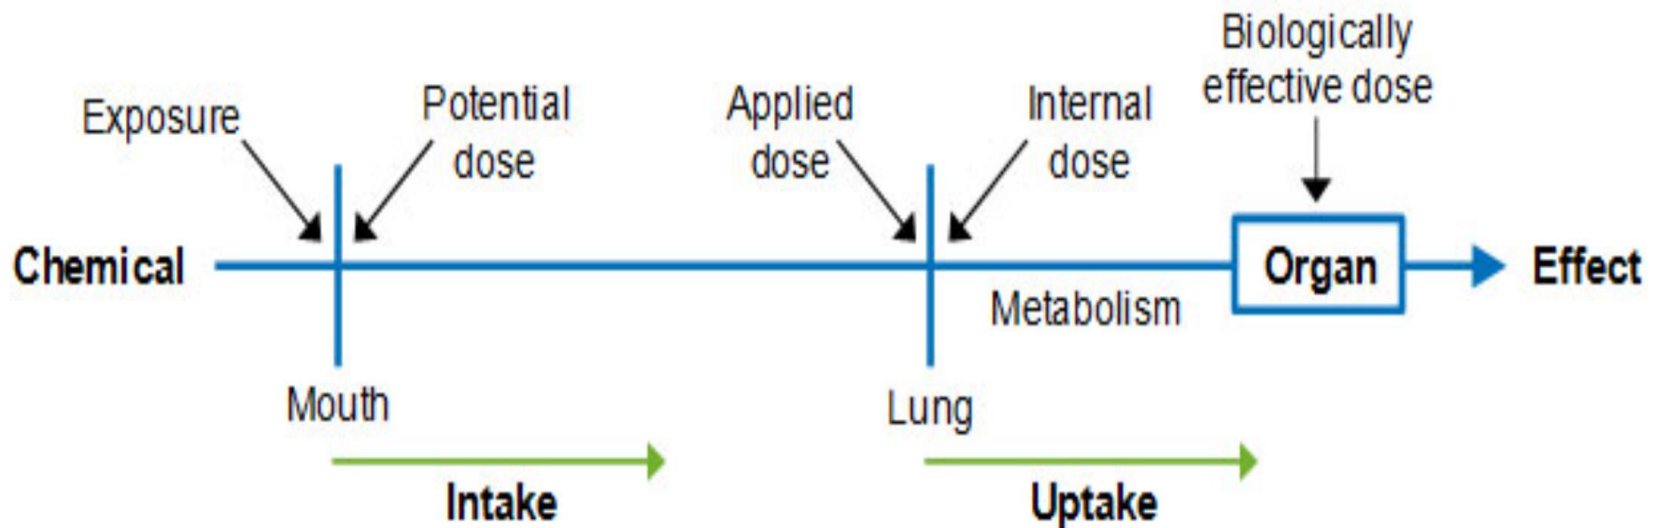 Biologically
effective dose
Exposure
Potential
dose
Applied
dose
Internal
dose
Chemical
Organ
Effect
Metabolism
Mouth
Lung
Intake
Uptake